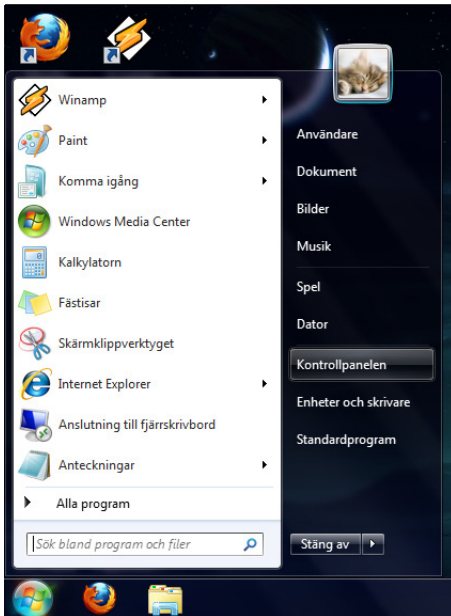 Winamp
Paint
Komma igång
Windows Media Center
Kalkylatorn
Fästisar
Skärmklippverktyget
Internet Explorer
Anslutning till fjärrskrivbord
Anteckningar
Alla program
Sök bland program och filer
Användare
Dokument
Bilder
Musik
Spel
Dator
Kontrollpanelen
Enheter och skrivare
Standardprogram
Stäng av